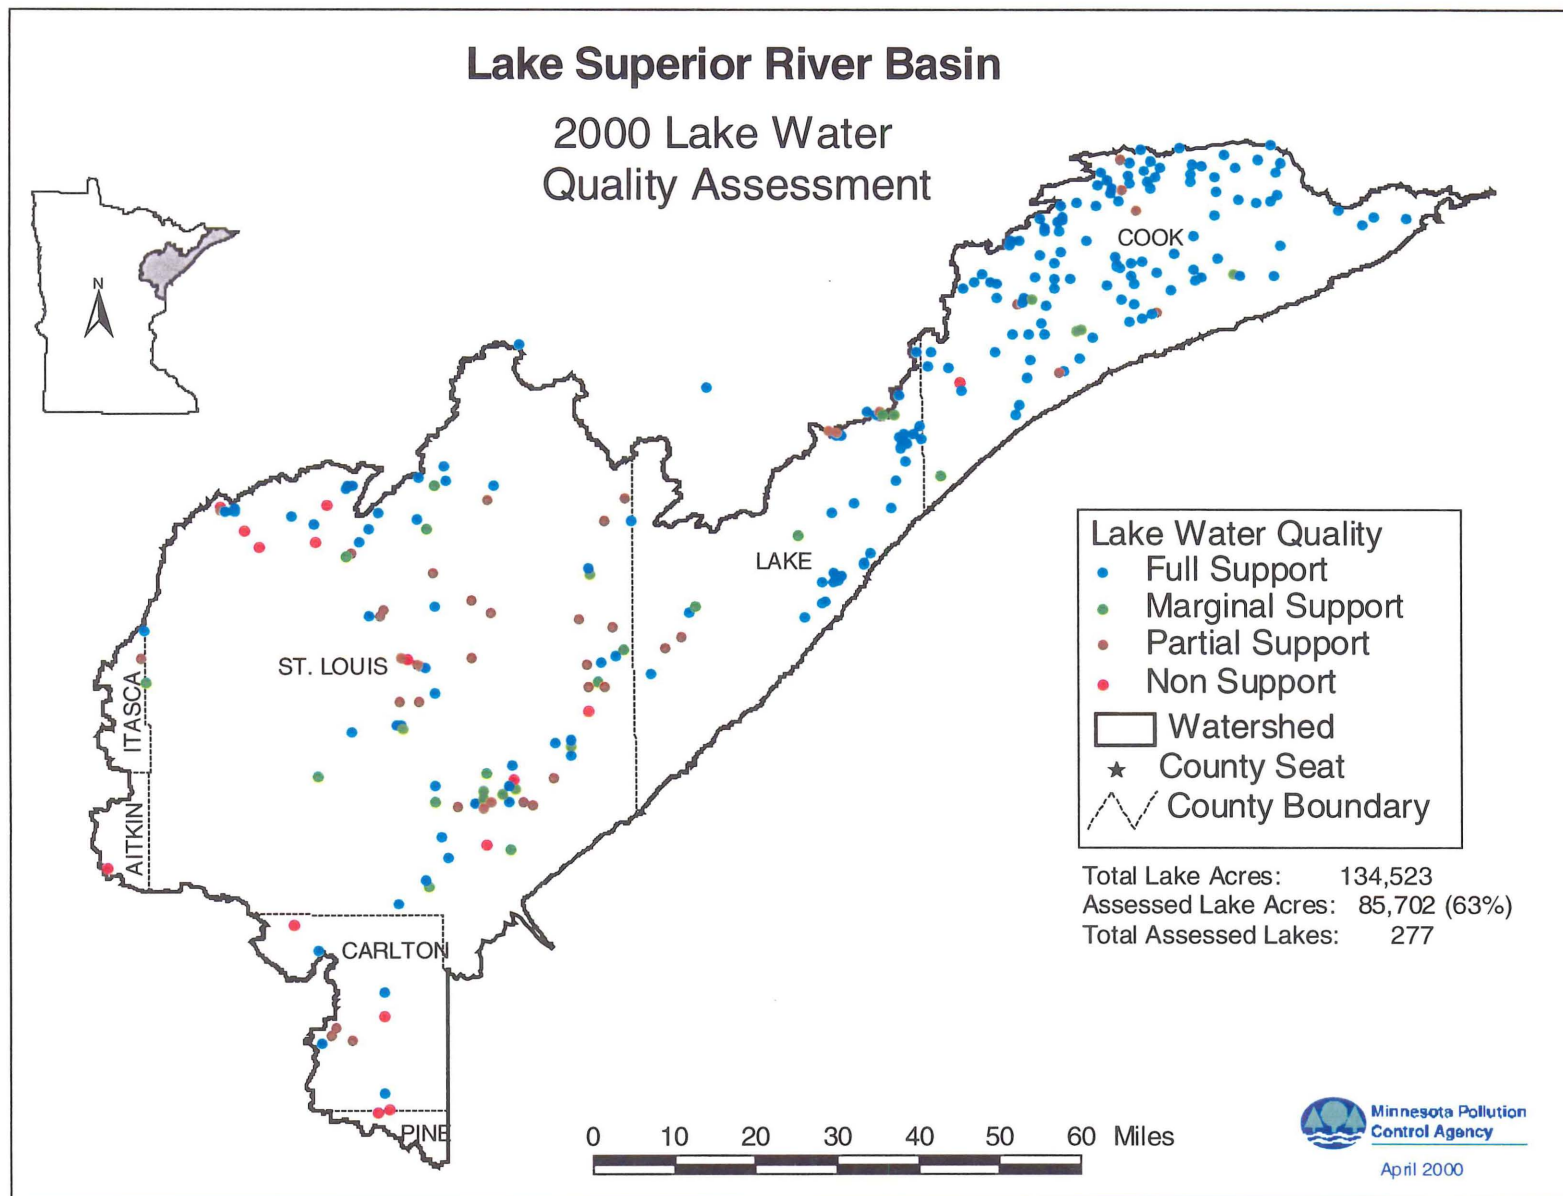 Lake Superior River Basin
2000 Lake Water
Quality Assessment
N
COOK
LAKE
ST. LOUIS
ITASCA
AITKIN
CARLTON
PINE
Lake Water Quality
Full Support
Marginal Support
Partial Support
Non Support
Watershed
County Seat
County Boundary
Total Lake Acres: 134,523
Assessed Lake Acres: 85,702 (63%)
Total Assessed Lakes: 277
0 10 20 30 40 50 60 Miles
Minnesota Pollution
Control Agency
April 2000